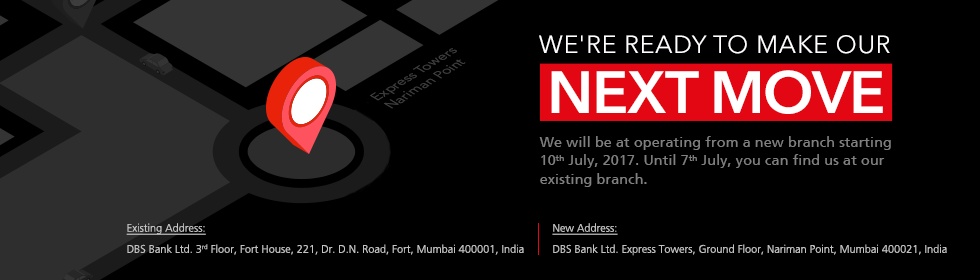 Express Towers
Nariman Point
WE'RE READY TO MAKE OUR
NEXT MOVE
We will be at operating from a new branch starting
10th July, 2017. Until 7th July, you can find us at our
existing branch.
Existing Address:
DBS Bank Ltd. 3rd Floor, Fort House, 221, Dr. D.N. Road, Fort, Mumbai 400001, India
New Address:
DBS Bank Ltd. Express Towers, Ground Floor, Nariman Point, Mumbai 400021, India